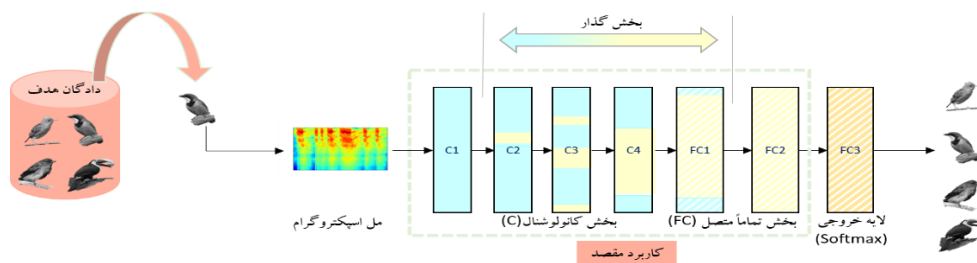 بخش گذار
دادگان هدف
C1
C2
C3
C4
FC1
FC2
FC3
مل اسپکتروگرام
بخش کانولوشنال (C)
بخش تماماً متصل (FC)
لایه خروجی
(Softmax)
کاربرد مقصد